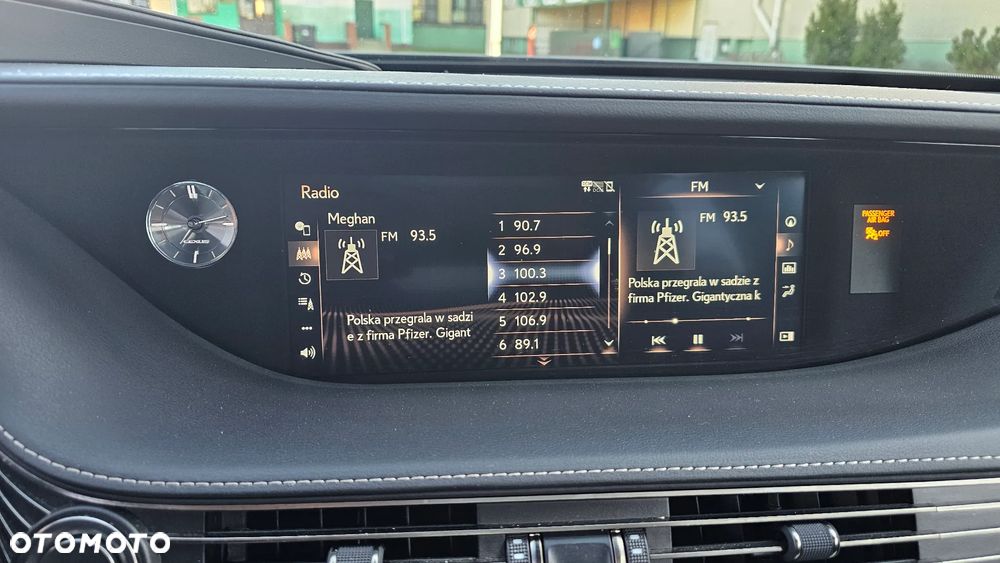 Radio
DCM
FM
Meghan
FM 93.5
Polska przegrala w sadzi
e z firma Pfizer. Gigant
1 90.7
2 96.9
3 100.3
4 102.9
5 106.9
6 89.1
FM 93.5
Polska przegrala w sadzie z
firma Pfizer. Gigantyczna k
LEXUS
PASSENGER
AIR BAG
OFF
OTOMOTO